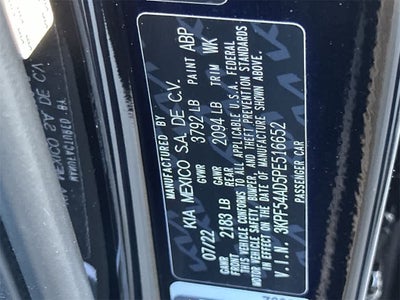 MANUFACTURED BY
KIA MEXICO S.A. DE C.V.
07/22 GVWR 3792 LB PAINT ABP
GAWR 2183 LB GAWR REAR 2094 LB TRIM WK
THIS VEHICLE CONFORMS TO ALL APPLICABLE U.S.A. FEDERAL
MOTOR VEHICLE SAFETY, BUMPER, AND THEFT PREVENTION STANDARDS
IN EFFECT ON THE DATE OF MANUFACTURE SHOWN ABOVE.
V.I.N. 3KPF54AD5PE516652
PASSENGER CAR